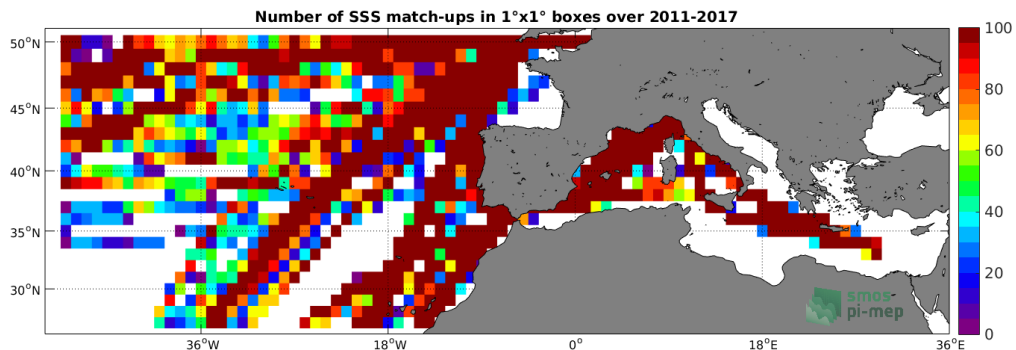 Number of SSS match-ups in 1°x1° boxes over 2011-2017
50°N
45°N
40°N
35°N
30°N
36°W
18°W
0°
18°E
36°E
100
80
60
40
20
0
smos
pi-mep